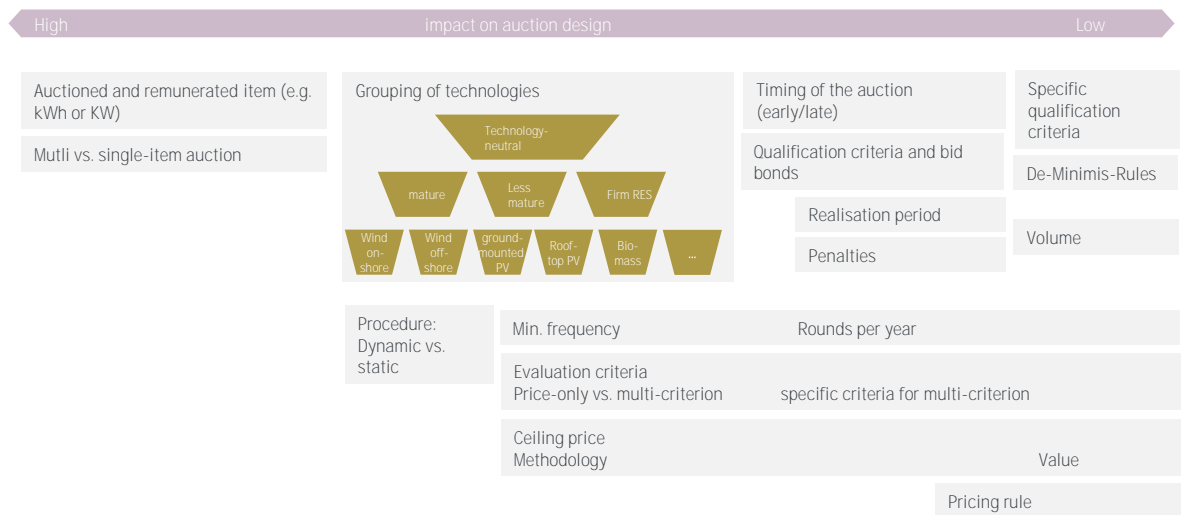 High impact on auction design Low
Auctioned and remunerated item (e.g.
kWh or KW)
Mutli vs. single-item auction
Grouping of technologies
Technology-
neutral
mature
Less
mature
Firm RES
Wind
on-
shore
Wind
off-
shore
ground-
mounted
PV
Roof-
top PV
Bio-
mass
...
Timing of the auction
(early/late)
Qualification criteria and bid
bonds
Realisation period
Penalties
Specific
qualification
criteria
De-Minimis-Rules
Volume
Procedure:
Dynamic vs.
static
Min. frequency Rounds per year
Evaluation criteria
Price-only vs. multi-criterion specific criteria for multi-criterion
Ceiling price
Methodology Value
Pricing rule